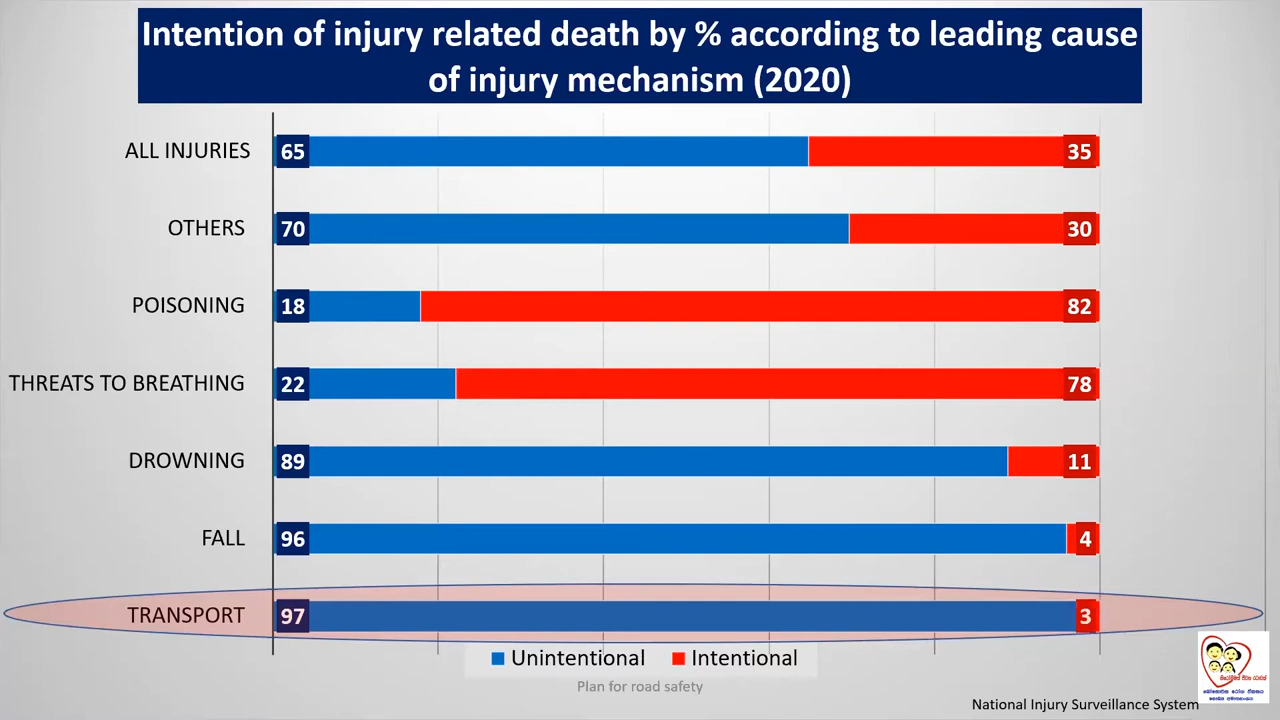 Intention of injury related death by % according to leading cause
of injury mechanism (2020)
ALL INJURIES 65 35
OTHERS 70 30
POISONING 18 82
THREATS TO BREATHING 22 78
DROWNING 89 11
FALL 96 4
TRANSPORT 97 3
Unintentional Intentional
Plan for road safety
National Injury Surveillance System